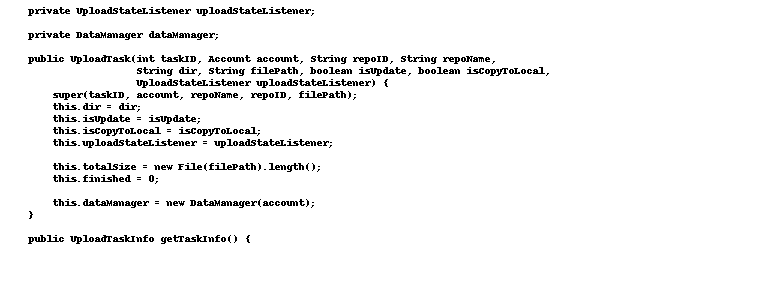 private UploadStateListener uploadStateListener;
private DataManager dataManager;
public UploadTask(int taskID, Account account, String repoID, String repoName,
String dir, String filePath, boolean isUpdate, boolean isCopyToLocal,
UploadStateListener uploadStateListener) {
super(taskID, account, repoName, repoID, filePath);
this.dir = dir;
this.isUpdate = isUpdate;
this.isCopyToLocal = isCopyToLocal;
this.uploadStateListener = uploadStateListener;
this.totalSize = new File(filePath).length();
this.finished = 0;
this.dataManager = new DataManager(account);
}
public UploadTaskInfo getTaskInfo() {